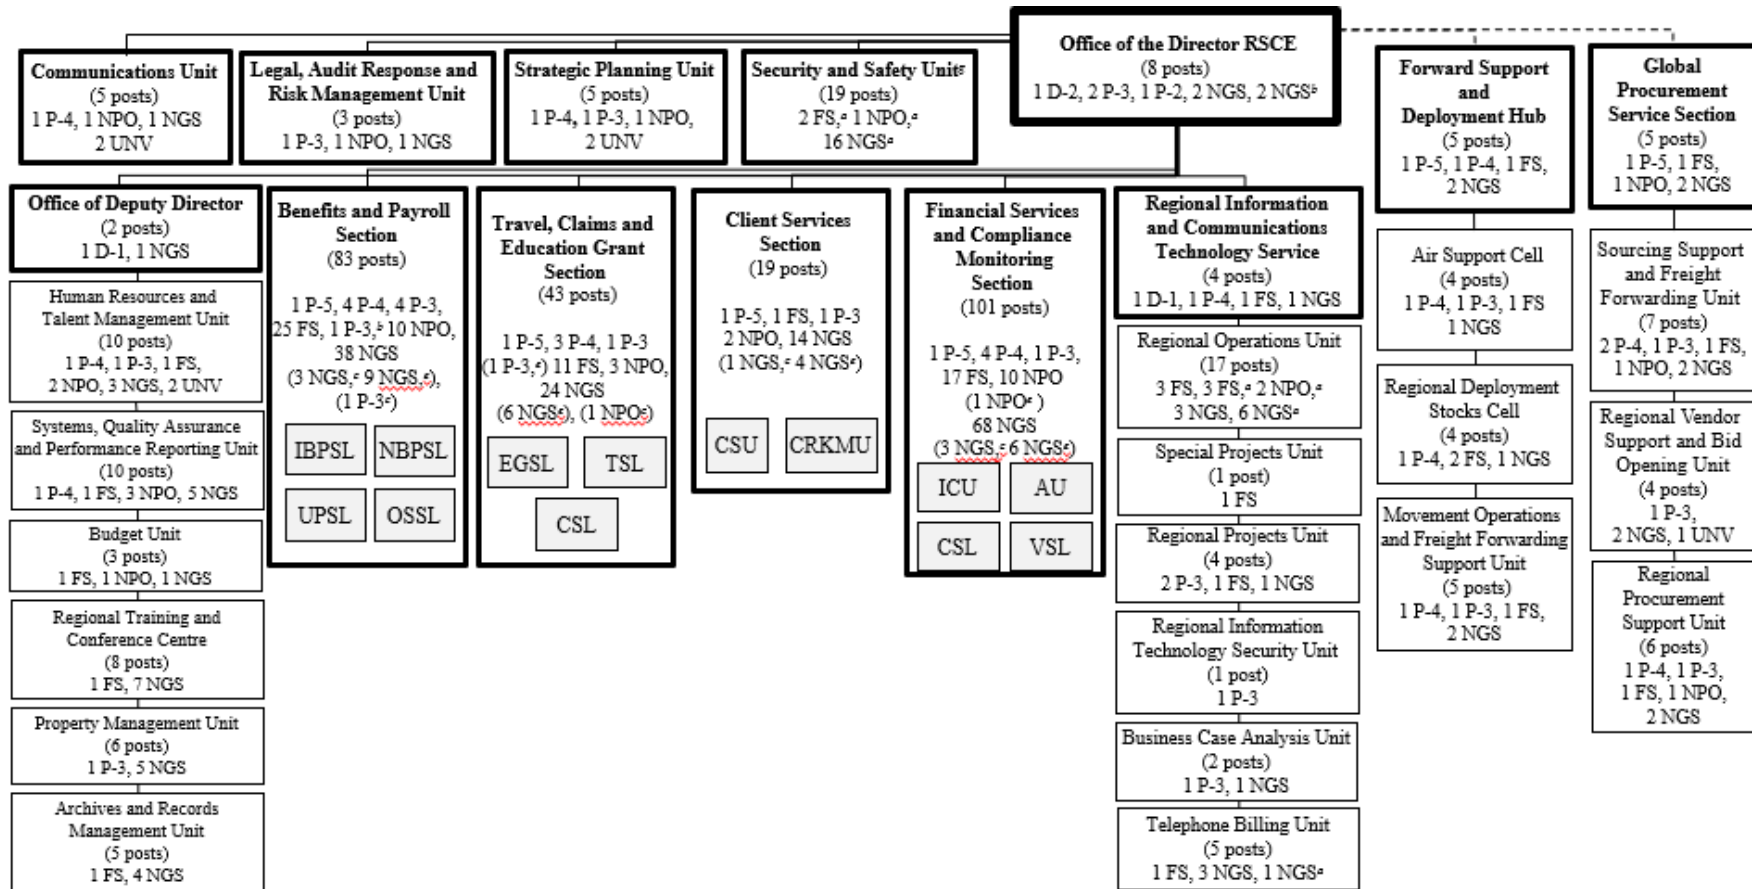 Office of the Director RSCE
(8 posts)
1 D-2, 2 P-3, 1 P-2, 2 NGS, 2 NGSᵇ
Communications Unit
(5 posts)
1 P-4, 1 NPO, 1 NGS
2 UNV
Legal, Audit Response and
Risk Management Unit
(3 posts)
1 P-3, 1 NPO, 1 NGS
Strategic Planning Unit
(5 posts)
1 P-4, 1 P-3, 1 NPO,
2 UNV
Security and Safety Unitᵍ
(19 posts)
2 FS,ᵃ 1 NPO,ᵃ
16 NGSᵃ
Forward Support
and
Deployment Hub
(5 posts)
1 P-5, 1 P-4, 1 FS,
2 NGS
Global
Procurement
Service Section
(5 posts)
1 P-5, 1 FS,
1 NPO, 2 NGS
Office of Deputy Director
(2 posts)
1 D-1, 1 NGS
Human Resources and
Talent Management Unit
(10 posts)
1 P-4, 1 P-3, 1 FS,
2 NPO, 3 NGS, 2 UNV
Systems, Quality Assurance
and Performance Reporting Unit
(10 posts)
1 P-4, 1 FS, 3 NPO, 5 NGS
Budget Unit
(3 posts)
1 FS, 1 NPO, 1 NGS
Regional Training and
Conference Centre
(8 posts)
1 FS, 7 NGS
Property Management Unit
(6 posts)
1 P-3, 5 NGS
Archives and Records
Management Unit
(5 posts)
1 FS, 4 NGS
Benefits and Payroll
Section
(83 posts)
1 P-5, 4 P-4, 4 P-3,
25 FS, 1 P-3,ᵇ 10 NPO,
38 NGS
(3 NGS,ᶜ 9 NGS,ᵉ),
(1 P-3ᵉ)
IBPSL
NBPSL
UPSL
OSSL
Travel, Claims and
Education Grant
Section
(43 posts)
1 P-5, 3 P-4, 1 P-3
(1 P-3,ᵉ) 11 FS, 3 NPO,
24 NGS
(6 NGSᵉ), (1 NPOᵉ)
EGSL
TSL
CSL
Client Services
Section
(19 posts)
1 P-5, 1 FS, 1 P-3
2 NPO, 14 NGS
(1 NGS,ᶜ 4 NGSᵉ)
CSU
CRKMU
Financial Services
and Compliance
Monitoring
Section
(101 posts)
1 P-5, 4 P-4, 1 P-3,
17 FS, 10 NPO
(1 NPOᵉ )
68 NGS
(3 NGS,ᶜ 6 NGSᵉ)
ICU
AU
CSL
VSL
Regional Information
and Communications
Technology Service
(4 posts)
1 D-1, 1 P-4, 1 FS, 1 NGS
Regional Operations Unit
(17 posts)
3 FS, 3 FS,ᵃ 2 NPO,ᵃ
3 NGS, 6 NGSᵃ
Special Projects Unit
(1 post)
1 FS
Regional Projects Unit
(4 posts)
2 P-3, 1 FS, 1 NGS
Regional Information
Technology Security Unit
(1 post)
1 P-3
Business Case Analysis Unit
(2 posts)
1 P-3, 1 NGS
Telephone Billing Unit
(5 posts)
1 FS, 3 NGS, 1 NGSᵃ
Air Support Cell
(4 posts)
1 P-4, 1 P-3, 1 FS
1 NGS
Regional Deployment
Stocks Cell
(4 posts)
1 P-4, 2 FS, 1 NGS
Movement Operations
and Freight Forwarding
Support Unit
(5 posts)
1 P-4, 1 P-3, 1 FS,
2 NGS
Sourcing Support
and Freight
Forwarding Unit
(7 posts)
2 P-4, 1 P-3, 1 FS,
1 NPO, 2 NGS
Regional Vendor
Support and Bid
Opening Unit
(4 posts)
1 P-3,
2 NGS, 1 UNV
Regional
Procurement
Support Unit
(6 posts)
1 P-4, 1 P-3,
1 FS, 1 NPO,
2 NGS